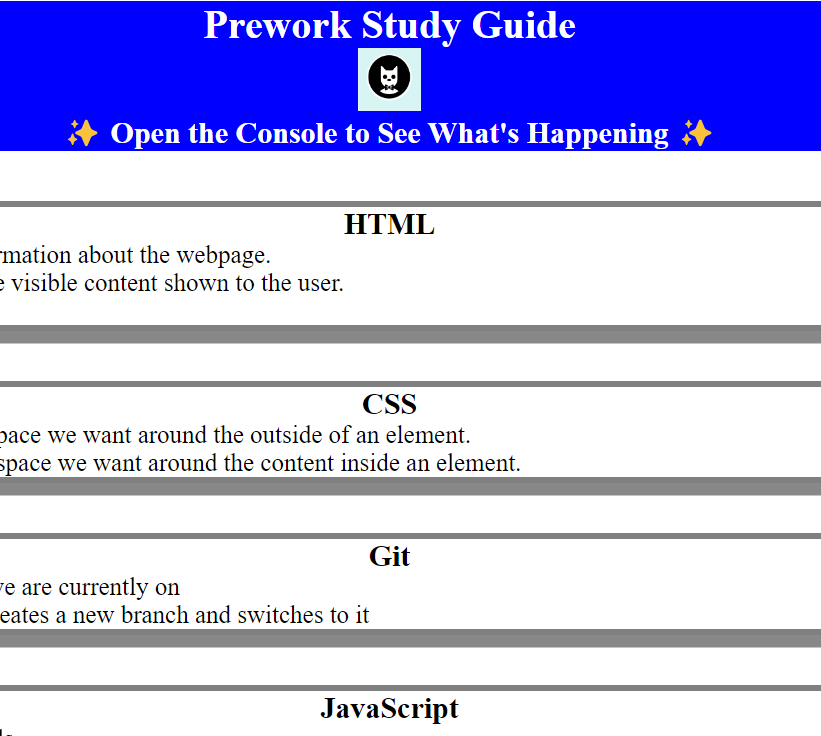 Prework Study Guide
✨ Open the Console to See What's Happening ✨
HTML
rmation about the webpage.
e visible content shown to the user.
CSS
pace we want around the outside of an element.
space we want around the content inside an element.
Git
ve are currently on
eates a new branch and switches to it
JavaScript